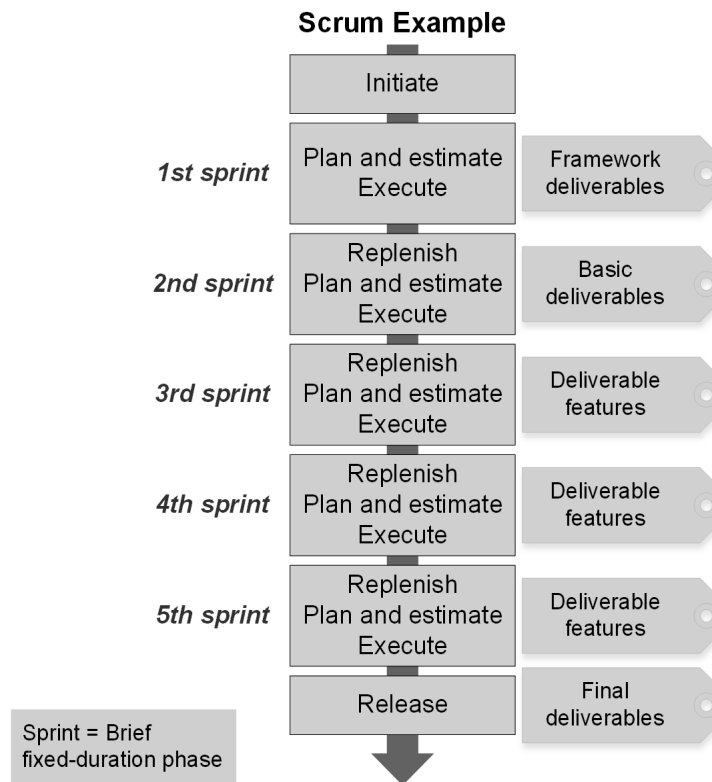 Scrum Example
Initiate
1st sprint
Plan and estimate
Execute
Framework
deliverables
2nd sprint
Replenish
Plan and estimate
Execute
Basic
deliverables
3rd sprint
Replenish
Plan and estimate
Execute
Deliverable
features
4th sprint
Replenish
Plan and estimate
Execute
Deliverable
features
5th sprint
Replenish
Plan and estimate
Execute
Deliverable
features
Release
Final
deliverables
Sprint = Brief
fixed-duration phase